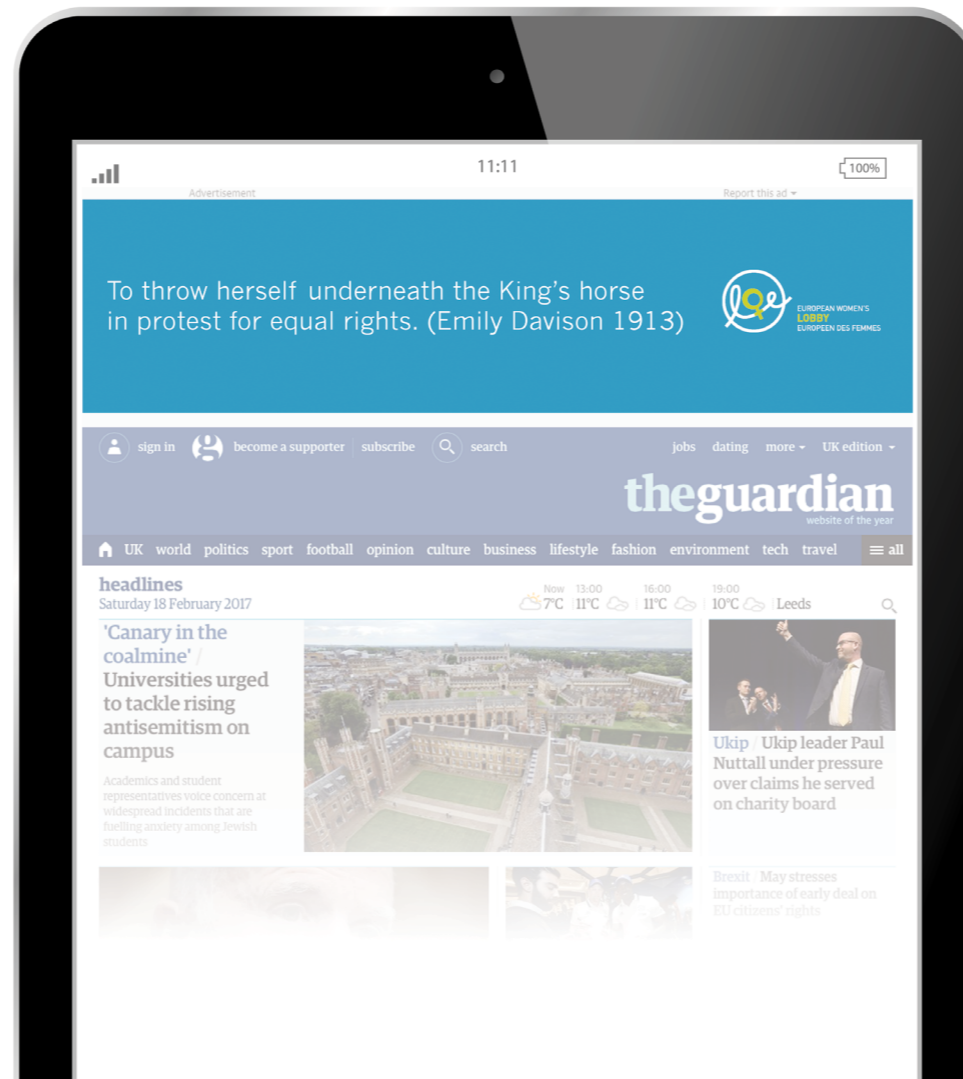 11:11
100%
Advertisement
Report this ad
To throw herself underneath the King's horse
in protest for equal rights. (Emily Davison 1913)
lqe
EUROPEAN WOMEN'S
LOBBY
EUROPEEN DES FEMMES
sign in
become a supporter
subscribe
search
jobs
dating
more
UK edition
theguardian
website of the year
UK world politics sport football opinion culture business lifestyle fashion environment tech travel all
headlines
Saturday 18 February 2017
Now 13:00 16:00 19:00
7°C 11°C 11°C 10°C Leeds
'Canary in the
coalmine' /
Universities urged
to tackle rising
antisemitism on
campus
Academics and student
representatives voice concern at
widespread incidents that are
fuelling anxiety among Jewish
students
Ukip / Ukip leader Paul
Nuttall under pressure
over claims he served
on charity board
Brexit / May stresses
importance of early deal on
EU citizens' rights